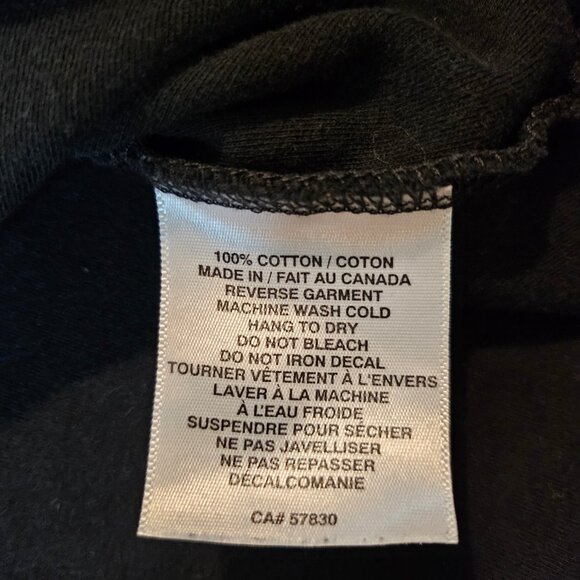 100% COTTON / COTON
MADE IN / FAIT AU CANADA
REVERSE GARMENT
MACHINE WASH COLD
HANG TO DRY
DO NOT BLEACH
DO NOT IRON DECAL
TOURNER VÊTEMENT À L'ENVERS
LAVER À LA MACHINE
À L'EAU FROIDE
SUSPENDRE POUR SÉCHER
NE PAS JAVELLISER
NE PAS REPASSER
DÉCALCOMANIE
CA# 57830